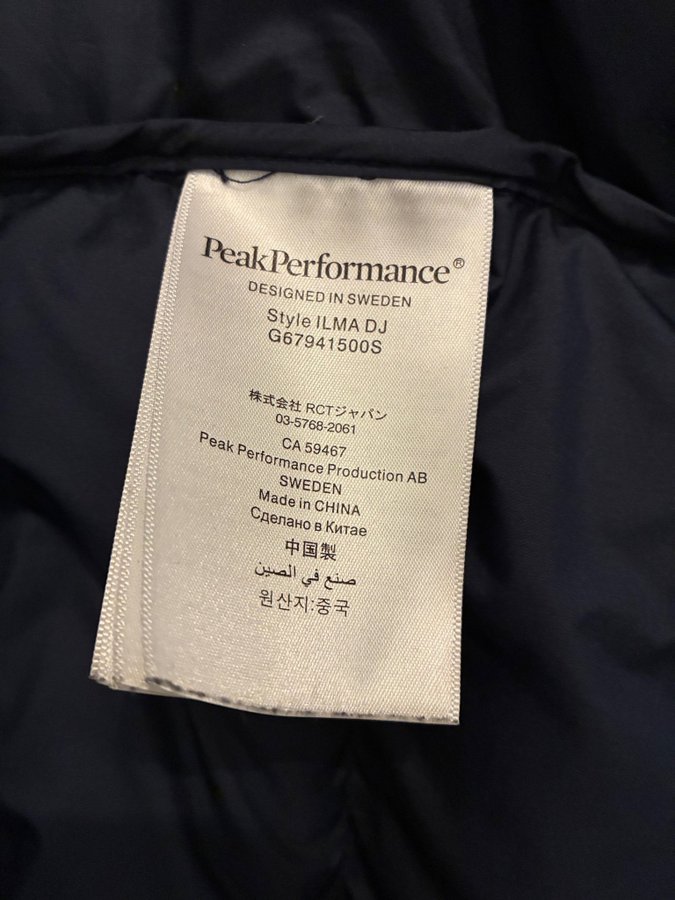 PeakPerformance®
DESIGNED IN SWEDEN
Style ILMA DJ
G67941500S
株式会社 RCTジャパン
03-5768-2061
CA 59467
Peak Performance Production AB
SWEDEN
Made in CHINA
Сделано в Китае
中国製
صنع في الصين
원산지:중국